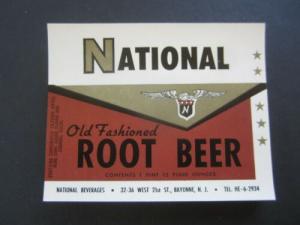 NATIONAL
N
Old Fashioned
ROOT BEER
CONTENTS 1 PINT 12 FLUID OUNCES
NATIONAL BEVERAGES • 32-36 WEST 21st ST., BAYONNE, N. J. • TEL. HE-6-2934